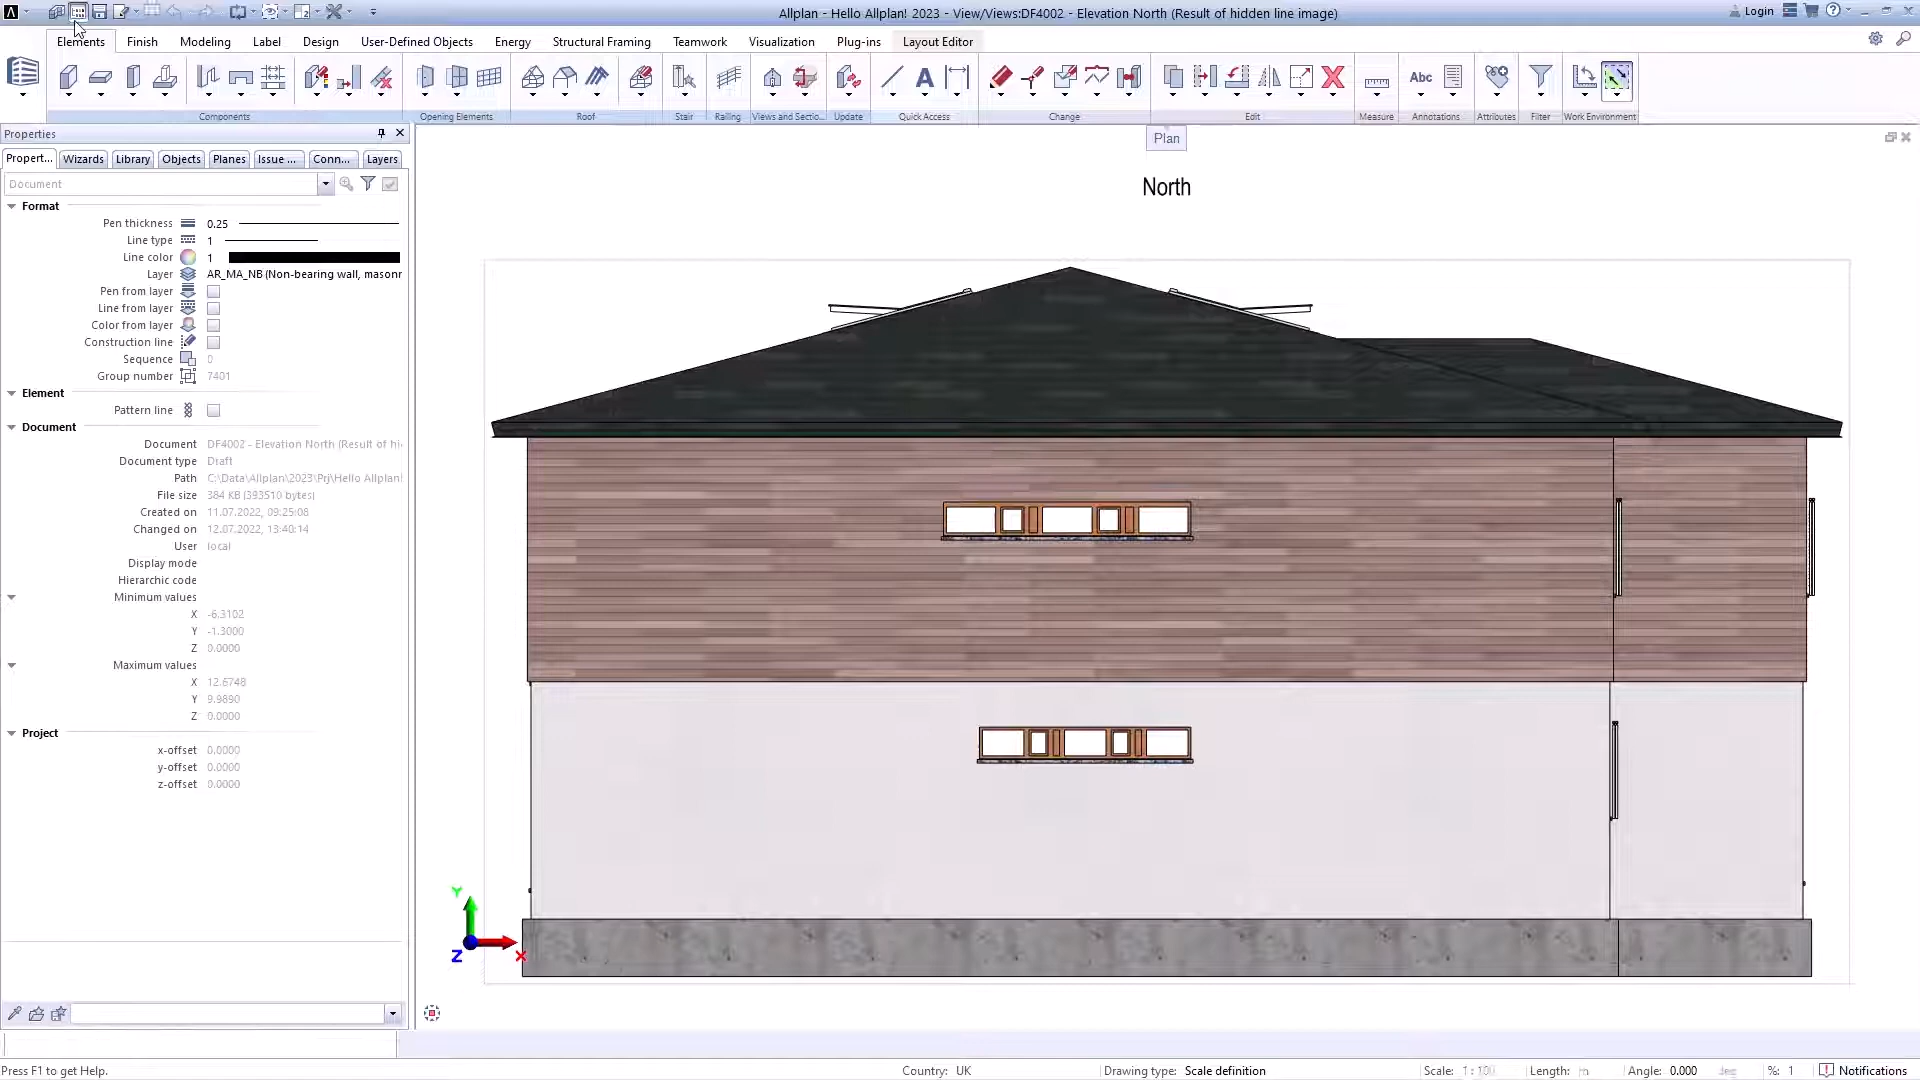 Allplan - Hello Allplan! 2023 - View/Views:DF4002 - Elevation North (Result of hidden line image)
Login
Elements
Finish
Modeling
Label
Design
User-Defined Objects
Energy
Structural Framing
Teamwork
Visualization
Plug-ins
Layout Editor
Abc
Components
Opening Elements
Roof
Stair
Railing
Views and Sectio...
Update
Quick Access
Change
Edit
Measure
Annotations
Attributes
Filter
Work Environment
Properties
Propert...
Wizards
Library
Objects
Planes
Issue ...
Conn...
Layers
Document
Format
Pen thickness 0.25
Line type 1
Line color 1
Layer AR_MA_NB (Non-bearing wall, masonr
Pen from layer
Line from layer
Color from layer
Construction line
Sequence 0
Group number 7401
Element
Pattern line
Document
Document DF4002 - Elevation North (Result of hi
Document type Draft
Path C:\Data\Allplan\2023\Prj\Hello Allplan!
File size 384 KB (393510 bytes)
Created on 11.07.2022, 09:25:08
Changed on 12.07.2022, 13:40:14
User local
Display mode
Hierarchic code
Minimum values
X -6.3102
Y -1.3000
Z 0.0000
Maximum values
X 12.6748
Y 9.9890
Z 0.0000
Project
x-offset 0.0000
y-offset 0.0000
z-offset 0.0000
Plan
North
Y
Z
X
Press F1 to get Help.
Country: UK
Drawing type: Scale definition
Scale: 1 : 100
Length: m
Angle: 0.000 deg
%: 1
Notifications